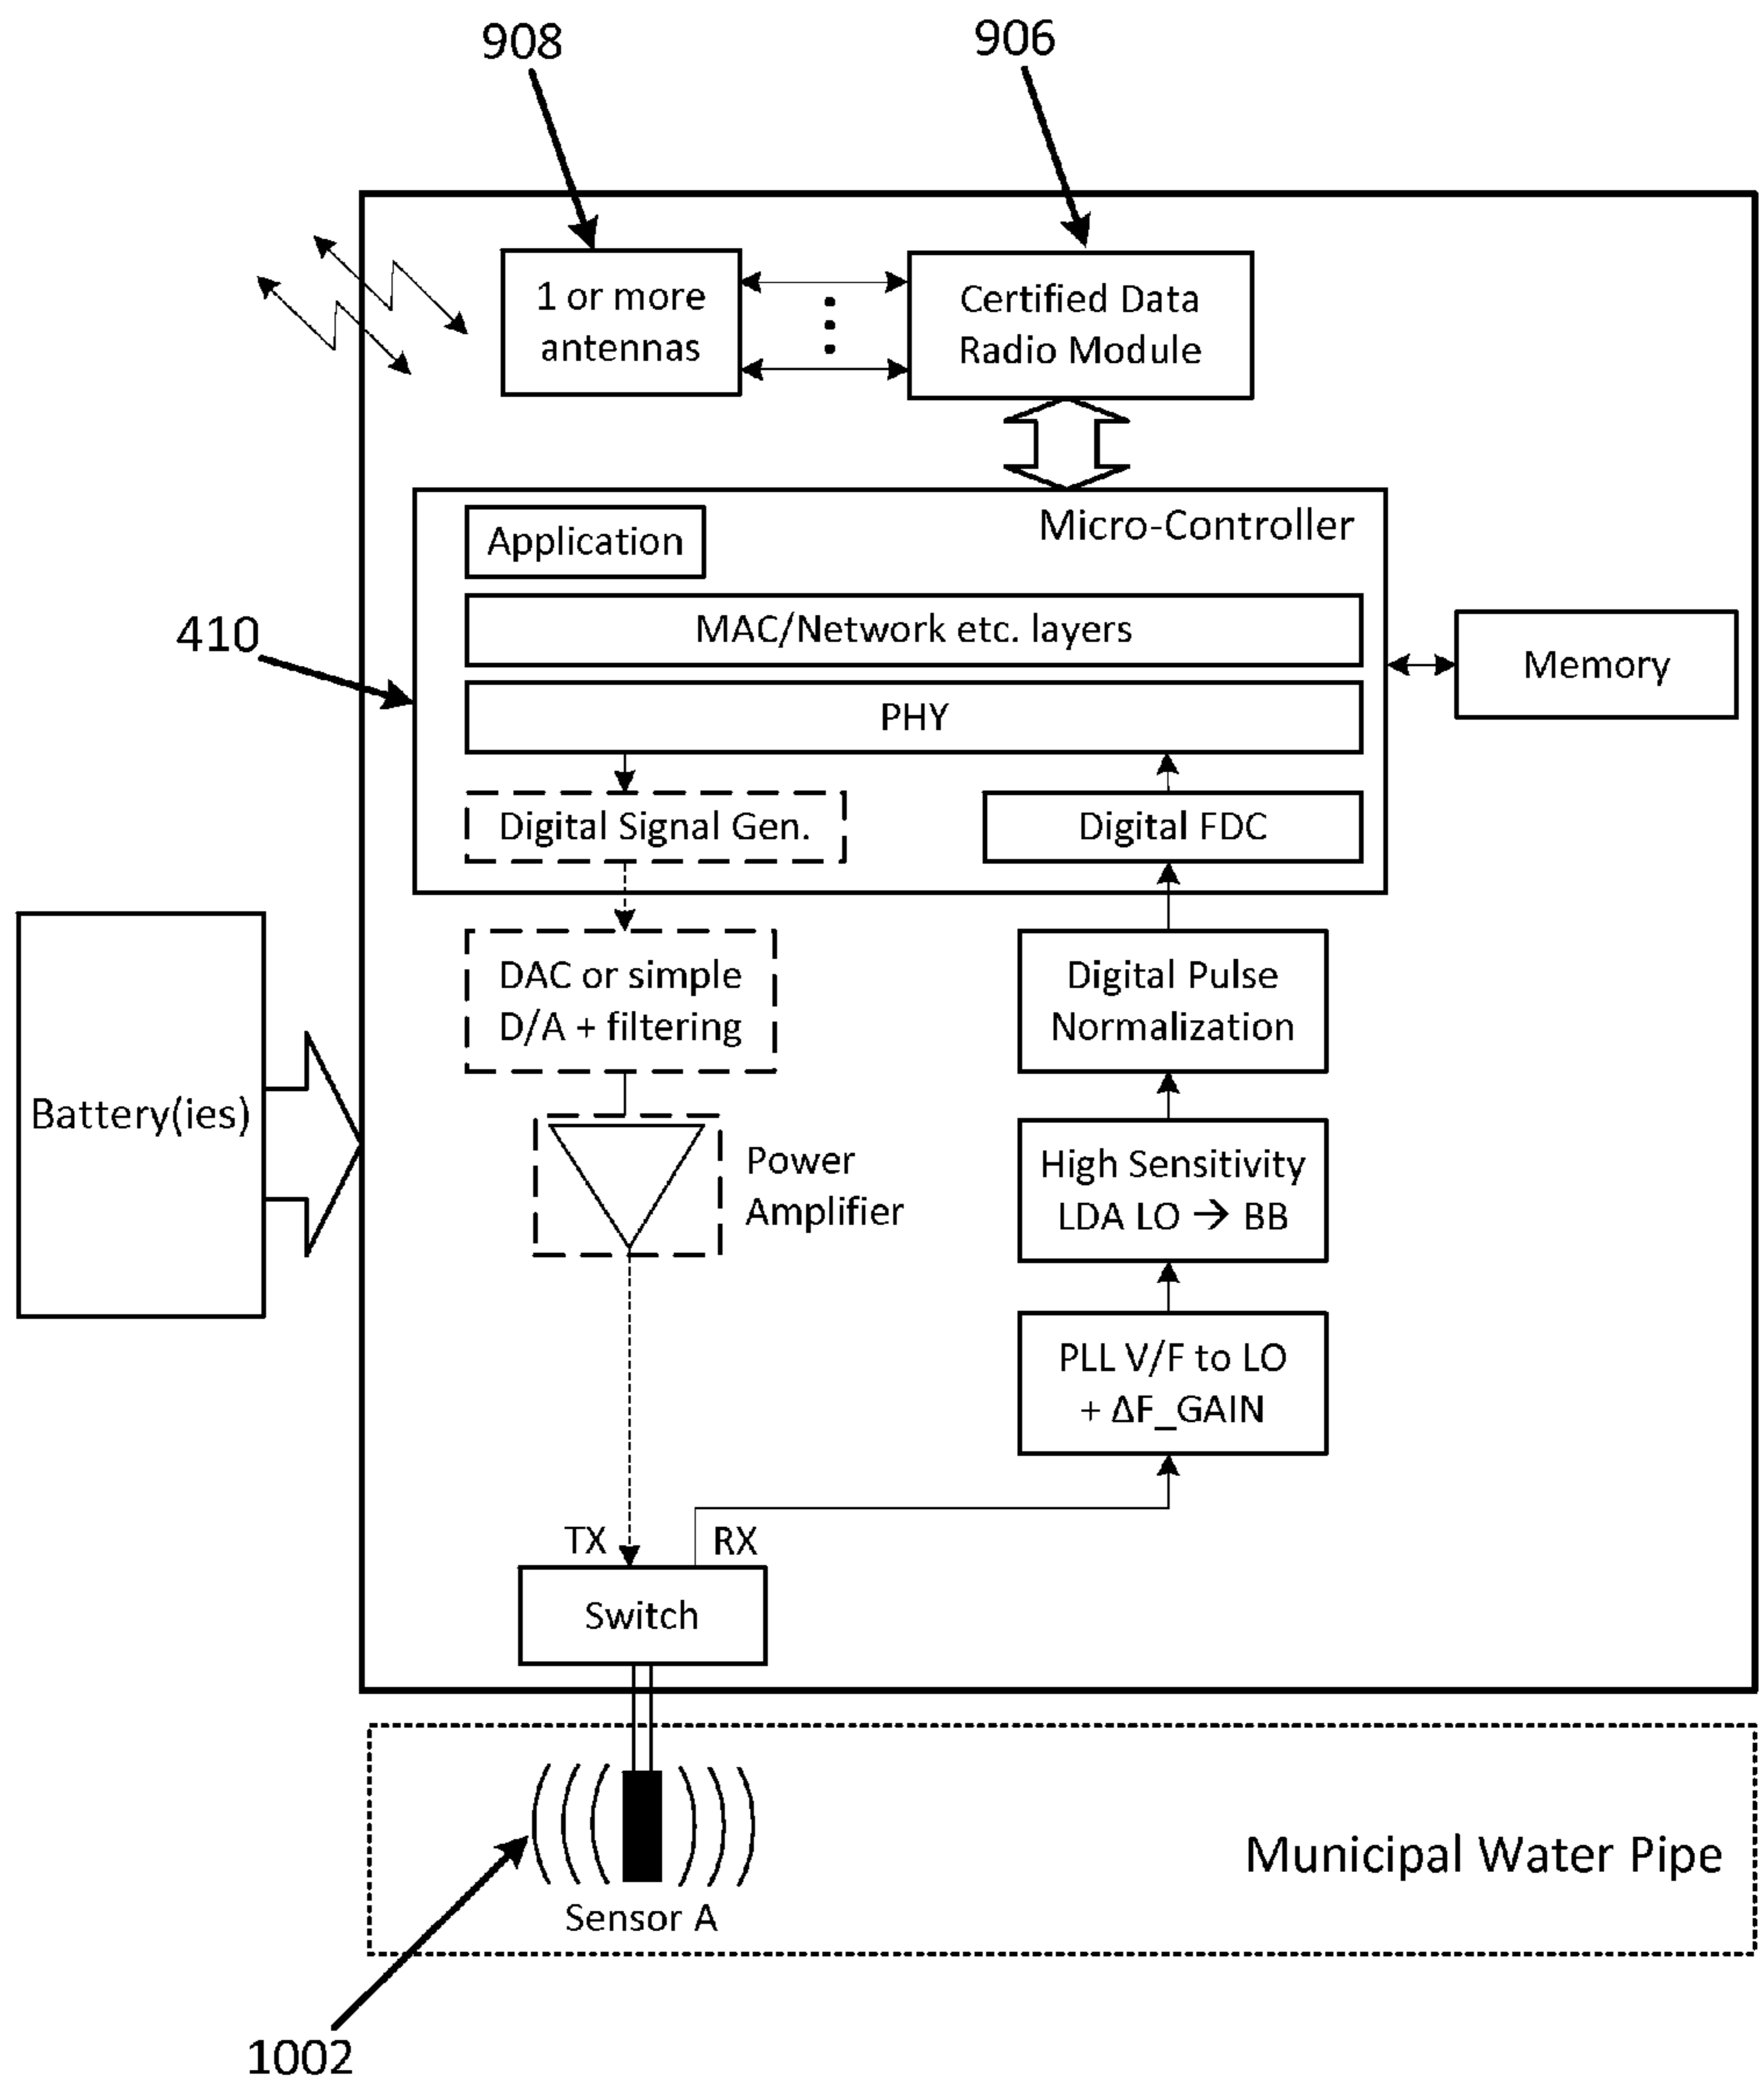 908
906
1 or more
antennas
Certified Data
Radio Module
Micro-Controller
Application
MAC/Network etc. layers
410
Memory
PHY
Digital Signal Gen.
Digital FDC
DAC or simple
D/A + filtering
Digital Pulse
Normalization
Battery(ies)
Power
Amplifier
High Sensitivity
LDA LO → BB
PLL V/F to LO
+ ΔF_GAIN
TX
RX
Switch
Municipal Water Pipe
Sensor A
1002